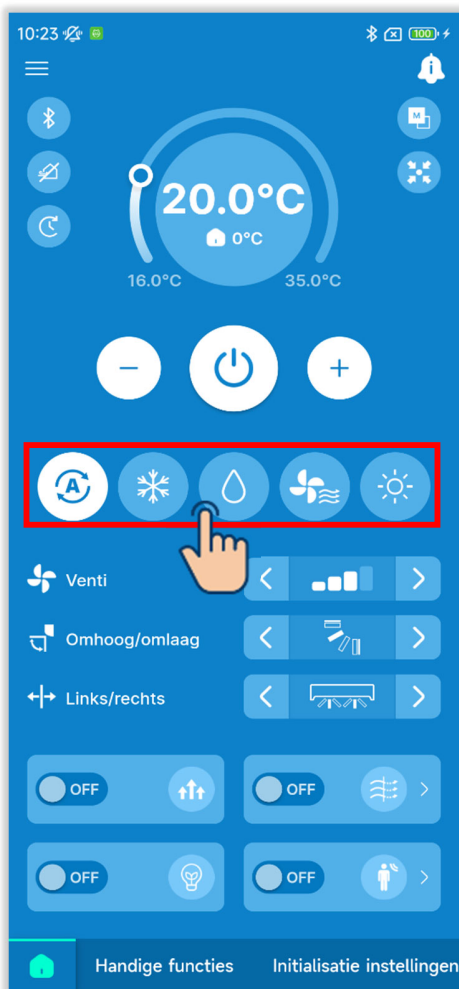 10:23
100
M
20.0°C
0°C
16.0°C
35.0°C
A
Venti
Omhoog/omlaag
Links/rechts
OFF
OFF
OFF
OFF
Handige functies
Initialisatie instellingen